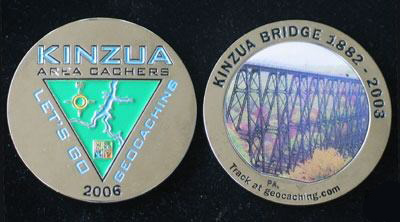 KINZUA
AREA CACHERS
LET'S GO
GEOCACHING
2006
KINZUA BRIDGE 1882 - 2003
PA.
Track at geocaching.com